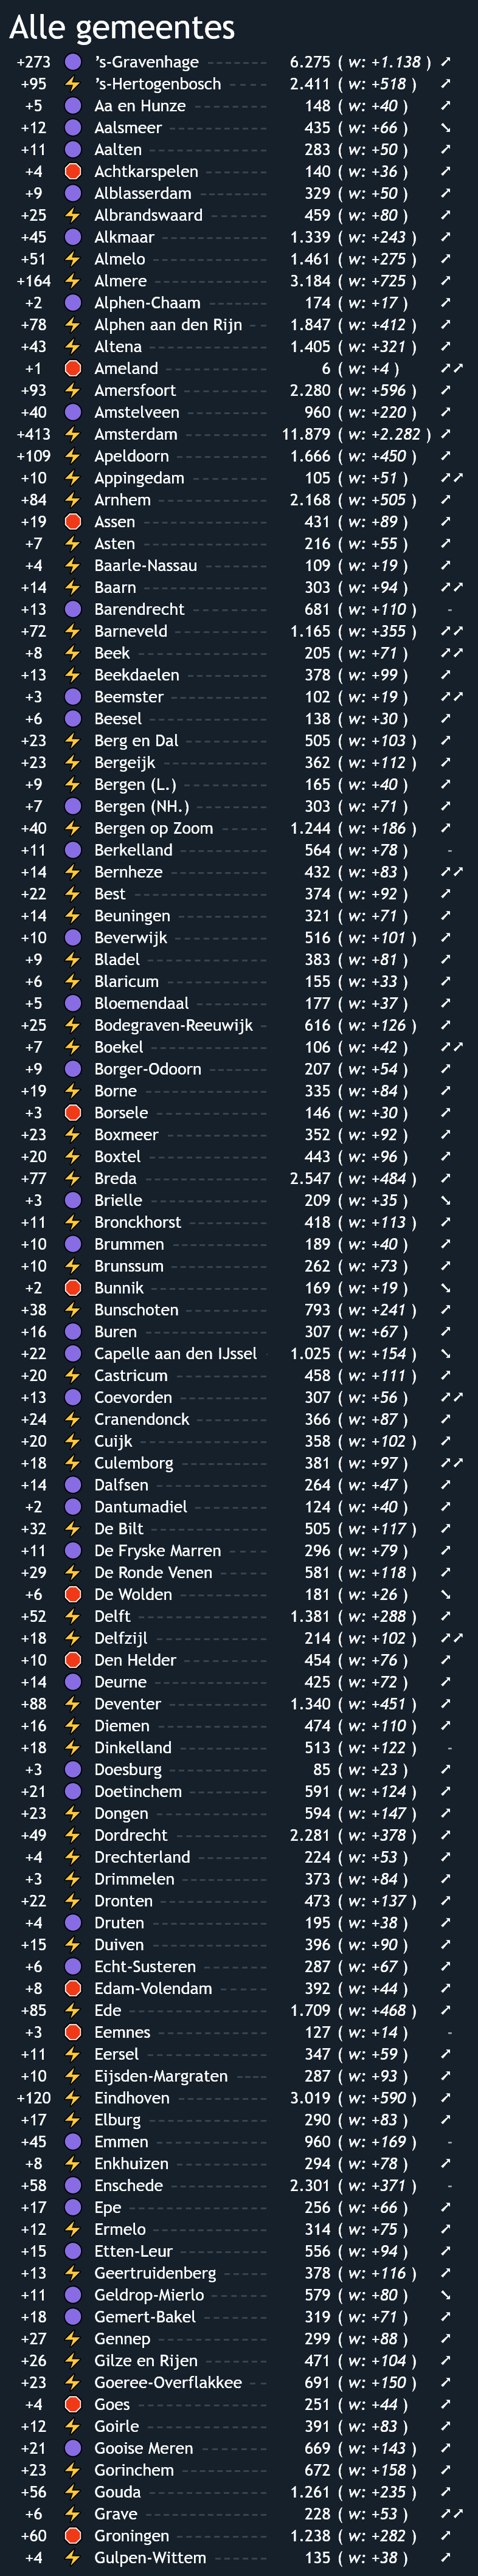 Alle gemeentes
+273 's-Gravenhage 6.275 ( w: +1.138 )
+95 's-Hertogenbosch 2.411 ( w: +518 )
+5 Aa en Hunze 148 ( w: +40 )
+12 Aalsmeer 435 ( w: +66 )
+11 Aalten 283 ( w: +50 )
+4 Achtkarspelen 140 ( w: +36 )
+9 Alblasserdam 329 ( w: +50 )
+25 Albrandswaard 459 ( w: +80 )
+45 Alkmaar 1.339 ( w: +243 )
+51 Almelo 1.461 ( w: +275 )
+164 Almere 3.184 ( w: +725 )
+2 Alphen-Chaam 174 ( w: +17 )
+78 Alphen aan den Rijn 1.847 ( w: +412 )
+43 Altena 1.405 ( w: +321 )
+1 Ameland 6 ( w: +4 )
+93 Amersfoort 2.280 ( w: +596 )
+40 Amstelveen 960 ( w: +220 )
+413 Amsterdam 11.879 ( w: +2.282 )
+109 Apeldoorn 1.666 ( w: +450 )
+10 Appingedam 105 ( w: +51 )
+84 Arnhem 2.168 ( w: +505 )
+19 Assen 431 ( w: +89 )
+7 Asten 216 ( w: +55 )
+4 Baarle-Nassau 109 ( w: +19 )
+14 Baarn 303 ( w: +94 )
+13 Barendrecht 681 ( w: +110 ) -
+72 Barneveld 1.165 ( w: +355 )
+8 Beek 205 ( w: +71 )
+13 Beekdaelen 378 ( w: +99 )
+3 Beemster 102 ( w: +19 )
+6 Beesel 138 ( w: +30 )
+23 Berg en Dal 505 ( w: +103 )
+23 Bergeijk 362 ( w: +112 )
+9 Bergen (L.) 165 ( w: +40 )
+7 Bergen (NH.) 303 ( w: +71 )
+40 Bergen op Zoom 1.244 ( w: +186 )
+11 Berkelland 564 ( w: +78 ) -
+14 Bernheze 432 ( w: +83 )
+22 Best 374 ( w: +92 )
+14 Beuningen 321 ( w: +71 )
+10 Beverwijk 516 ( w: +101 )
+9 Bladel 383 ( w: +81 )
+6 Blaricum 155 ( w: +33 )
+5 Bloemendaal 177 ( w: +37 )
+25 Bodegraven-Reeuwijk 616 ( w: +126 )
+7 Boekel 106 ( w: +42 )
+9 Borger-Odoorn 207 ( w: +54 )
+19 Borne 335 ( w: +84 )
+3 Borsele 146 ( w: +30 )
+23 Boxmeer 352 ( w: +92 )
+20 Boxtel 443 ( w: +96 )
+77 Breda 2.547 ( w: +484 )
+3 Brielle 209 ( w: +35 )
+11 Bronckhorst 418 ( w: +113 )
+10 Brummen 189 ( w: +40 )
+10 Brunssum 262 ( w: +73 )
+2 Bunnik 169 ( w: +19 )
+38 Bunschoten 793 ( w: +241 )
+16 Buren 307 ( w: +67 )
+22 Capelle aan den IJssel 1.025 ( w: +154 )
+20 Castricum 458 ( w: +111 )
+13 Coevorden 307 ( w: +56 )
+24 Cranendonck 366 ( w: +87 )
+20 Cuijk 358 ( w: +102 )
+18 Culemborg 381 ( w: +97 )
+14 Dalfsen 264 ( w: +47 )
+2 Dantumadiel 124 ( w: +40 )
+32 De Bilt 505 ( w: +117 )
+11 De Fryske Marren 296 ( w: +79 )
+29 De Ronde Venen 581 ( w: +118 )
+6 De Wolden 181 ( w: +26 )
+52 Delft 1.381 ( w: +288 )
+18 Delfzijl 214 ( w: +102 )
+10 Den Helder 454 ( w: +76 )
+14 Deurne 425 ( w: +72 )
+88 Deventer 1.340 ( w: +451 )
+16 Diemen 474 ( w: +110 )
+18 Dinkelland 513 ( w: +122 ) -
+3 Doesburg 85 ( w: +23 )
+21 Doetinchem 591 ( w: +124 )
+23 Dongen 594 ( w: +147 )
+49 Dordrecht 2.281 ( w: +378 )
+4 Drechterland 224 ( w: +53 )
+3 Drimmelen 373 ( w: +84 )
+22 Dronten 473 ( w: +137 )
+4 Druten 195 ( w: +38 )
+15 Duiven 396 ( w: +90 )
+6 Echt-Susteren 287 ( w: +67 )
+8 Edam-Volendam 392 ( w: +44 )
+85 Ede 1.709 ( w: +468 )
+3 Eemnes 127 ( w: +14 ) -
+11 Eersel 347 ( w: +59 )
+10 Eijsden-Margraten 287 ( w: +93 )
+120 Eindhoven 3.019 ( w: +590 )
+17 Elburg 290 ( w: +83 )
+45 Emmen 960 ( w: +169 ) -
+8 Enkhuizen 294 ( w: +78 )
+58 Enschede 2.301 ( w: +371 ) -
+17 Epe 256 ( w: +66 )
+12 Ermelo 314 ( w: +75 )
+15 Etten-Leur 556 ( w: +94 )
+13 Geertruidenberg 378 ( w: +116 )
+11 Geldrop-Mierlo 579 ( w: +80 )
+18 Gemert-Bakel 319 ( w: +71 )
+27 Gennep 299 ( w: +88 )
+26 Gilze en Rijen 471 ( w: +104 )
+23 Goeree-Overflakkee 691 ( w: +150 )
+4 Goes 251 ( w: +44 )
+12 Goirle 391 ( w: +83 )
+21 Gooise Meren 669 ( w: +143 )
+23 Gorinchem 672 ( w: +158 )
+56 Gouda 1.261 ( w: +235 )
+6 Grave 228 ( w: +53 )
+60 Groningen 1.238 ( w: +282 )
+4 Gulpen-Wittem 135 ( w: +38 )